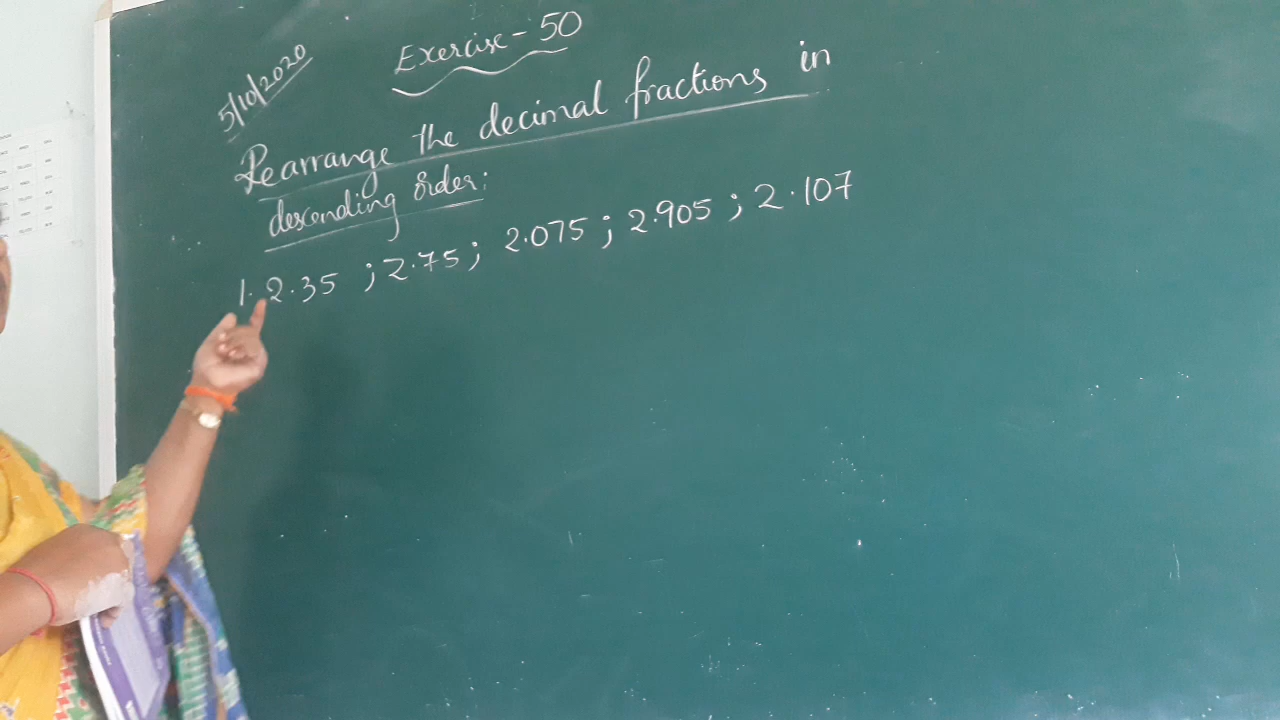 5/10/2020
Exercise - 50
Rearrange the decimal fractions in
descending order:
1. 2.35 ; 2.75 ; 2.075 ; 2.905 ; 2.107